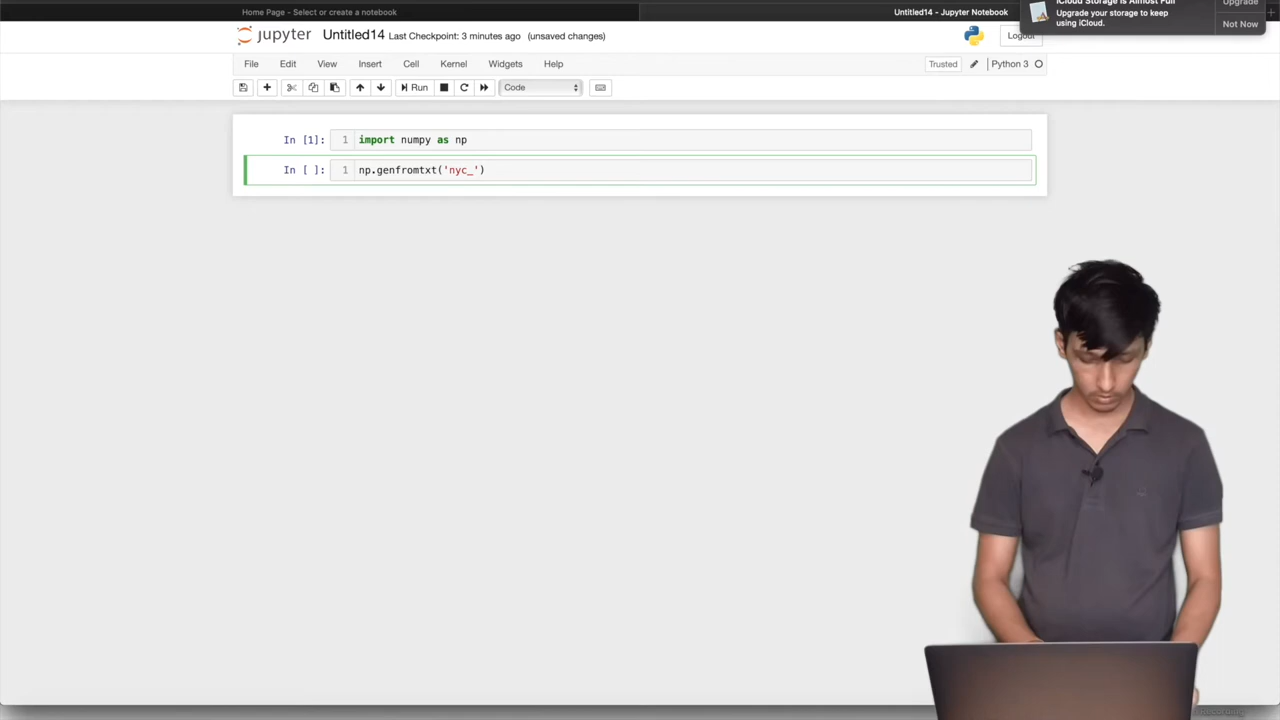 Home Page - Select or create a notebook
Untitled14 - Jupyter Notebook
iCloud Storage is Almost Full
Upgrade your storage to keep
using iCloud.
Upgrade
Not Now
jupyter Untitled14 Last Checkpoint: 3 minutes ago (unsaved changes)
Logout
File Edit View Insert Cell Kernel Widgets Help
Trusted
Python 3
Run
Code
In [1]: 1 import numpy as np
In [ ]: 1 np.genfromtxt('nyc_')